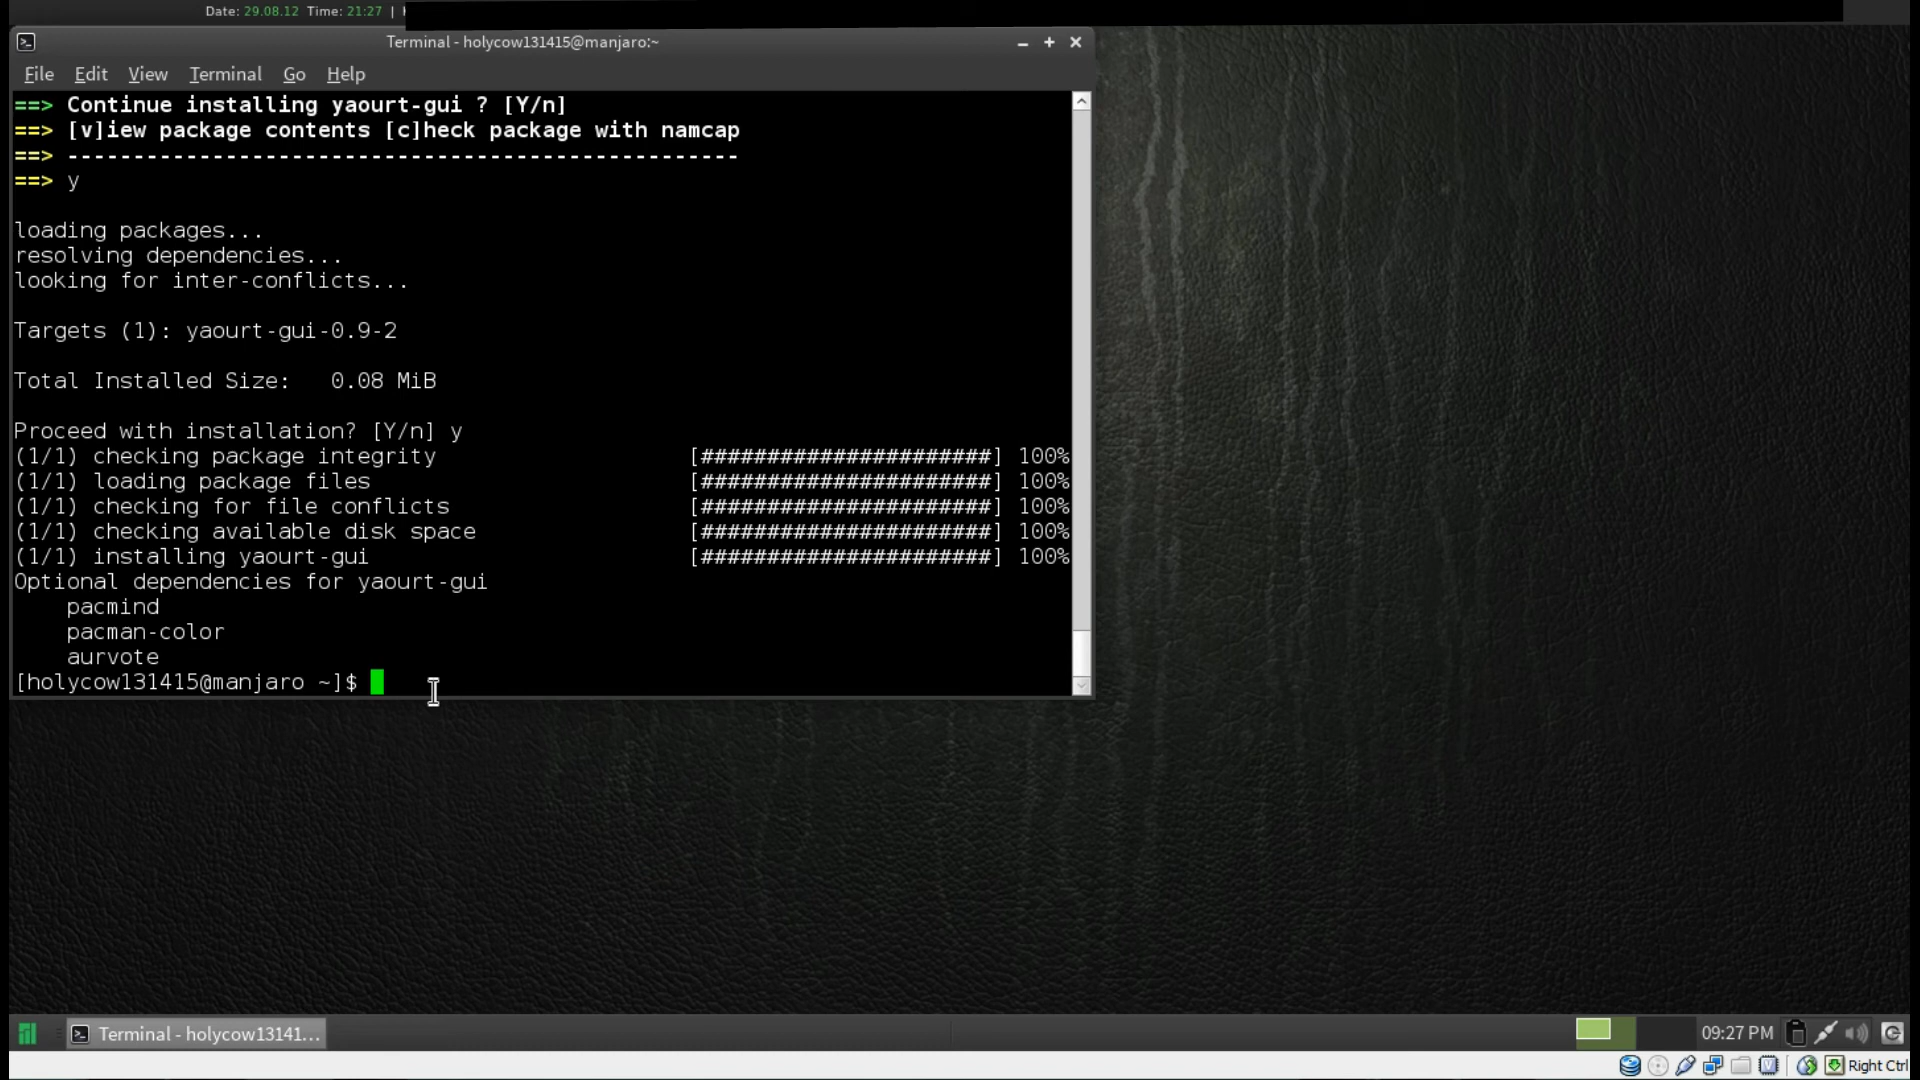 Date: 29.08.12 Time: 21:27 |
Terminal - holycow131415@manjaro:~
File Edit View Terminal Go Help
==> Continue installing yaourt-gui ? [Y/n]
==> [v]iew package contents [c]heck package with namcap
==> ---------------------------------------------------
==> y
loading packages...
resolving dependencies...
looking for inter-conflicts...
Targets (1): yaourt-gui-0.9-2
Total Installed Size:   0.08 MiB
Proceed with installation? [Y/n] y
(1/1) checking package integrity [######################] 100%
(1/1) loading package files [######################] 100%
(1/1) checking for file conflicts [######################] 100%
(1/1) checking available disk space [######################] 100%
(1/1) installing yaourt-gui [######################] 100%
Optional dependencies for yaourt-gui
pacmind
pacman-color
aurvote
[holycow131415@manjaro ~]$
Terminal - holycow13141... 09:27 PM
Right Ctrl